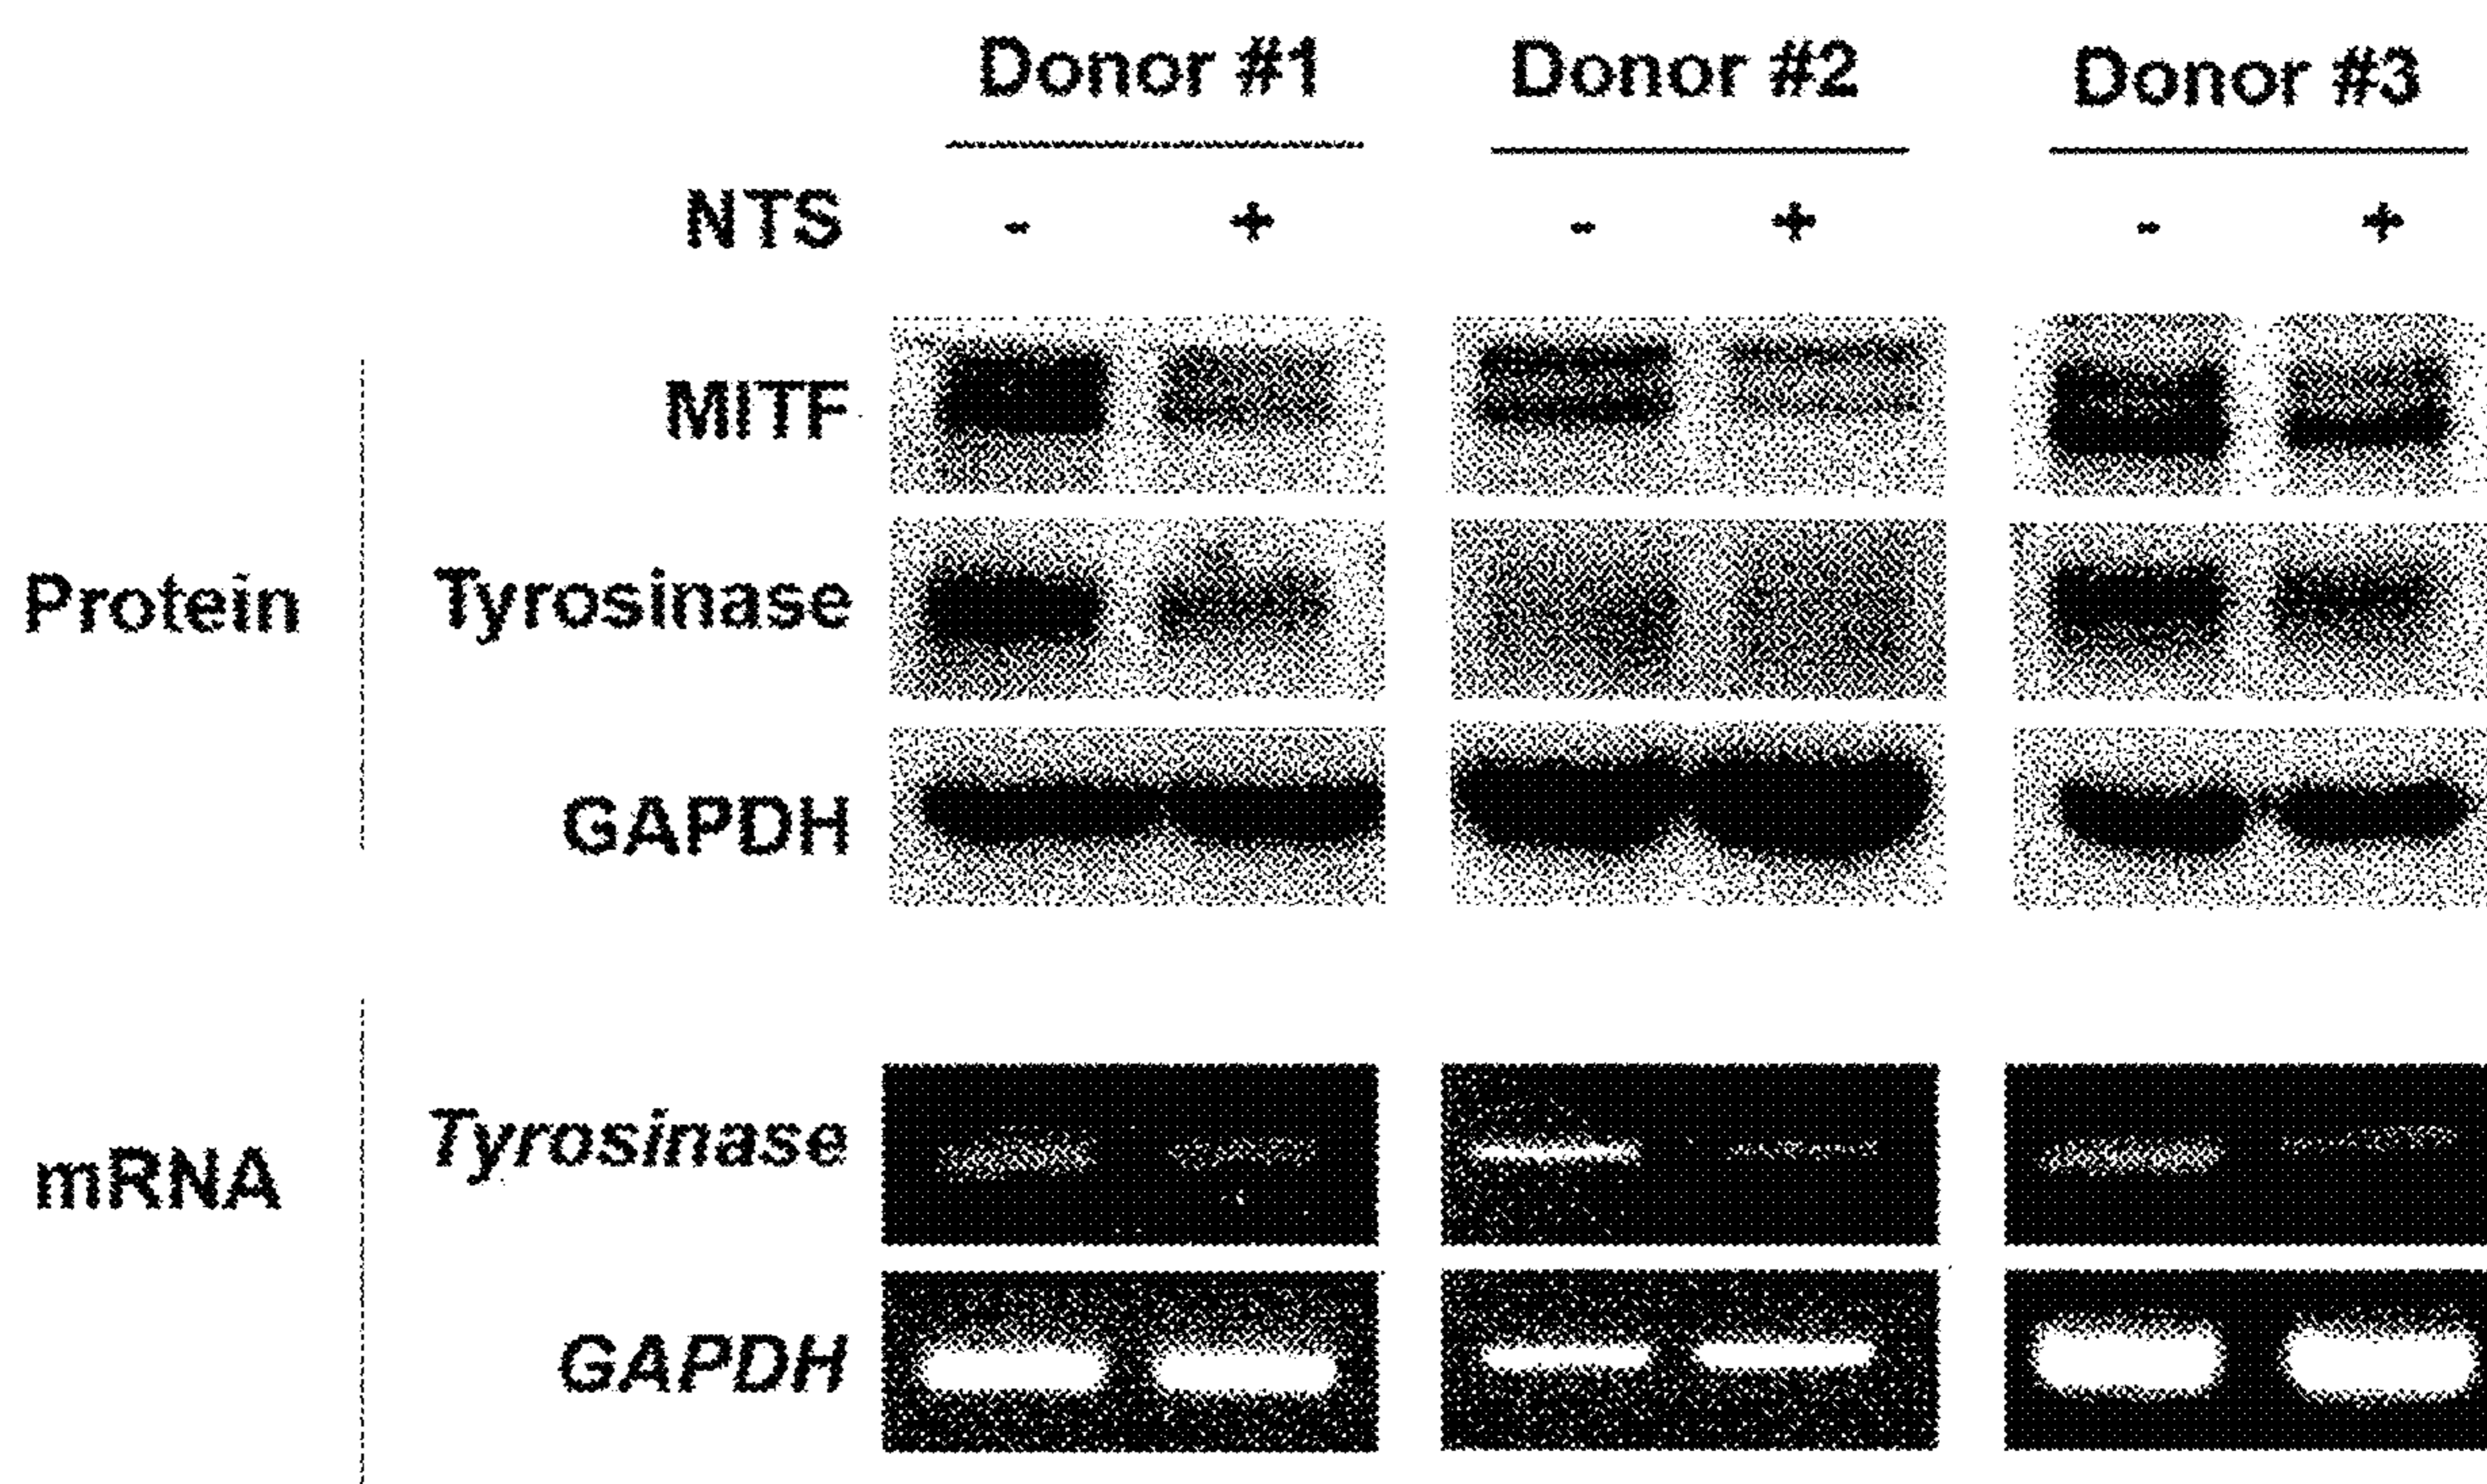 Donor #1 Donor #2 Donor #3
NTS - + - + - +
MITF
Protein Tyrosinase
GAPDH
Tyrosinase
mRNA
GAPDH